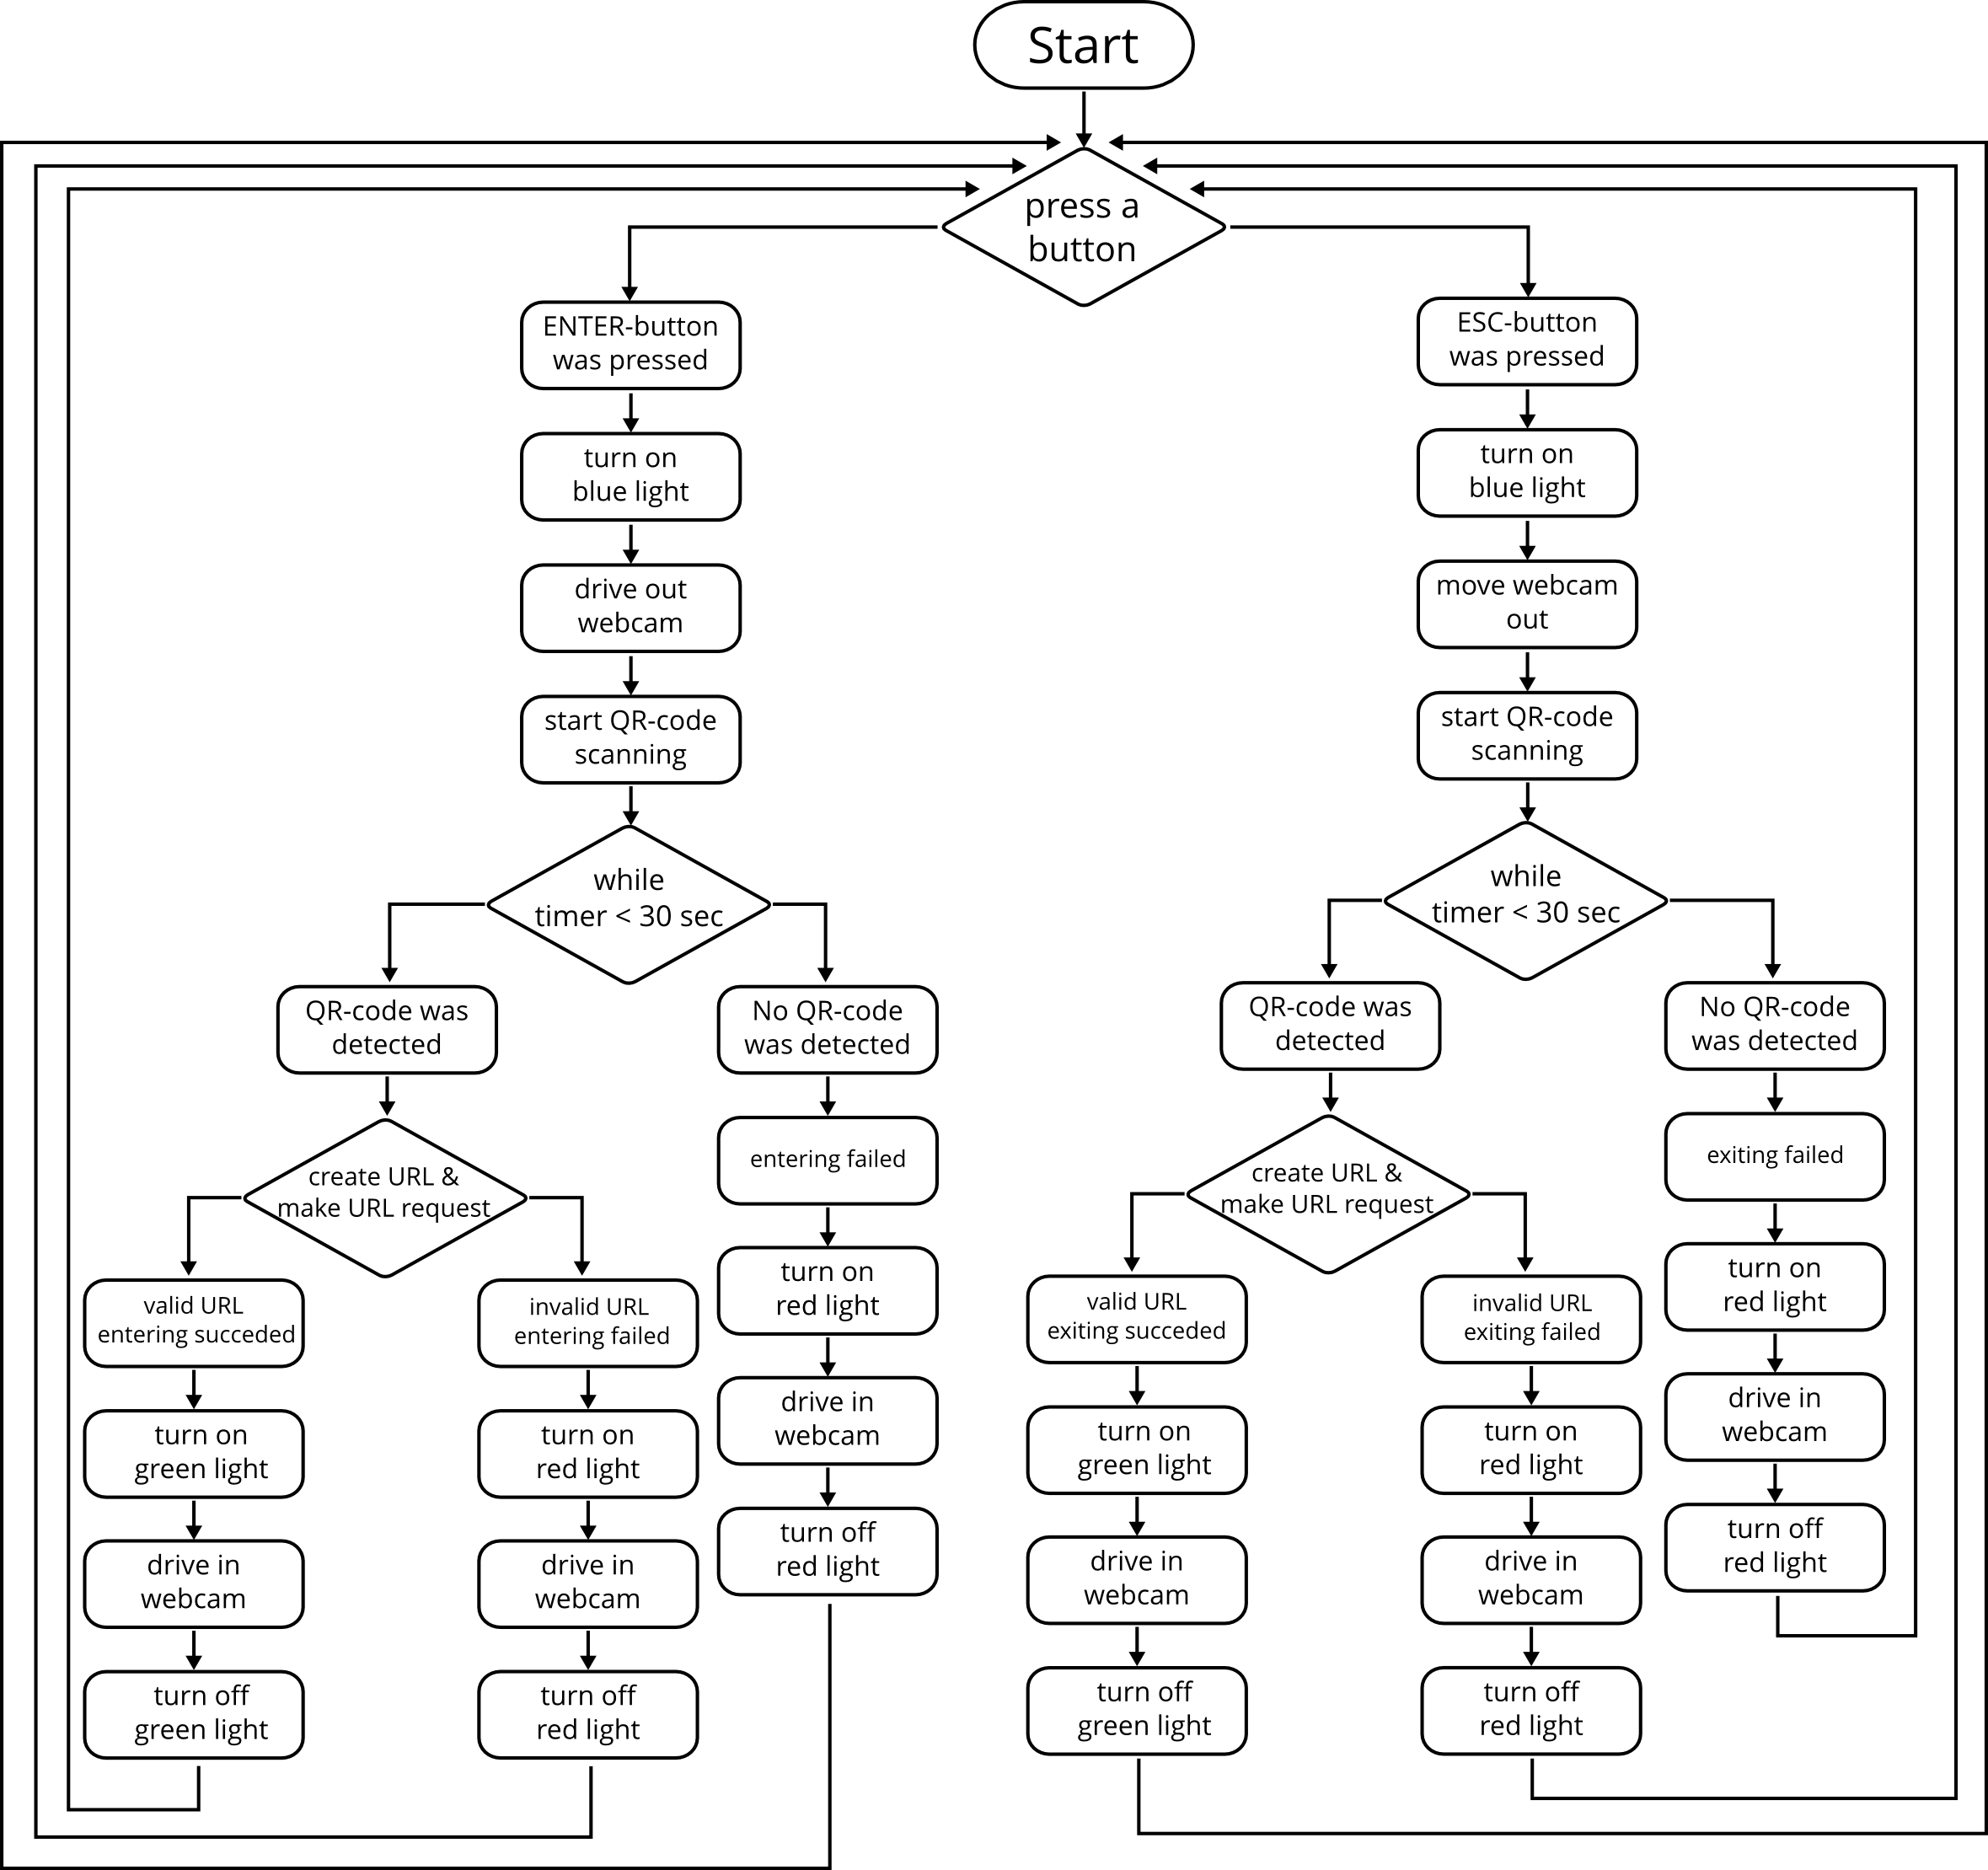 Start
press a
button
ENTER-button
was pressed
turn on
blue light
drive out
webcam
start QR-code
scanning
while
timer < 30 sec
QR-code was
detected
create URL &
make URL request
valid URL
entering succeded
turn on
green light
drive in
webcam
turn off
green light
invalid URL
entering failed
turn on
red light
drive in
webcam
turn off
red light
No QR-code
was detected
entering failed
turn on
red light
drive in
webcam
turn off
red light
ESC-button
was pressed
turn on
blue light
move webcam
out
start QR-code
scanning
while
timer < 30 sec
QR-code was
detected
create URL &
make URL request
valid URL
exiting succeded
turn on
green light
drive in
webcam
turn off
green light
invalid URL
exiting failed
turn on
red light
drive in
webcam
turn off
red light
No QR-code
was detected
exiting failed
turn on
red light
drive in
webcam
turn off
red light